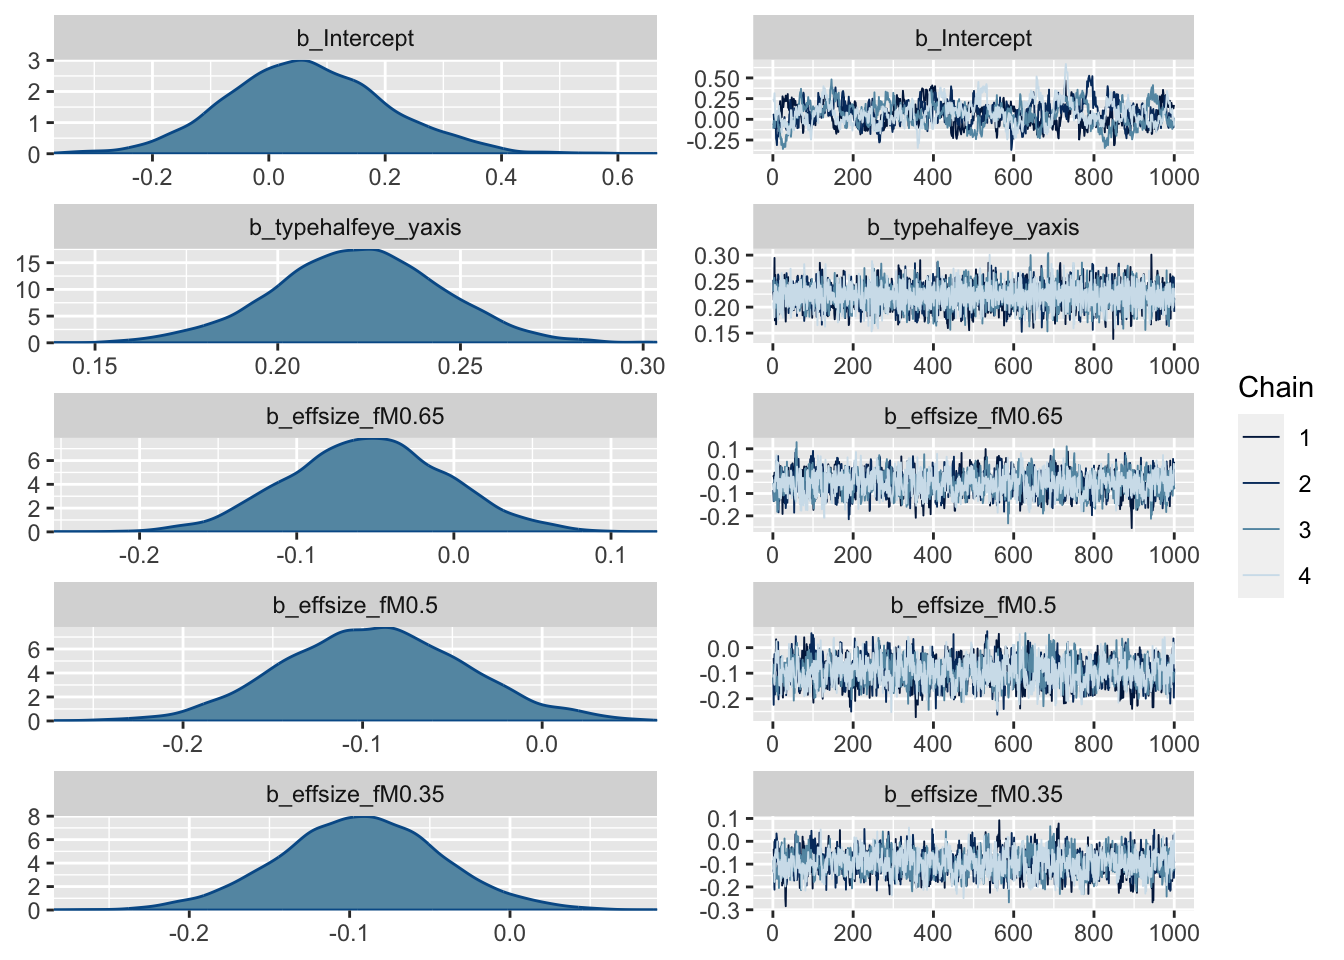 b_Intercept
3
2
1
0
-0.2 0.0 0.2 0.4 0.6
b_Intercept
0.50
0.25
0.00
-0.25
0 200 400 600 800 1000
b_typehalfeye_yaxis
15
10
5
0
0.15 0.20 0.25 0.30
b_typehalfeye_yaxis
0.30
0.25
0.20
0.15
0 200 400 600 800 1000
b_effsize_fM0.65
6
4
2
0
-0.2 -0.1 0.0 0.1
b_effsize_fM0.65
0.1
0.0
-0.1
-0.2
0 200 400 600 800 1000
b_effsize_fM0.5
6
4
2
0
-0.2 -0.1 0.0
b_effsize_fM0.5
0.0
-0.1
-0.2
0 200 400 600 800 1000
b_effsize_fM0.35
8
6
4
2
0
-0.2 -0.1 0.0
b_effsize_fM0.35
0.1
0.0
-0.1
-0.2
-0.3
0 200 400 600 800 1000
Chain
1
2
3
4